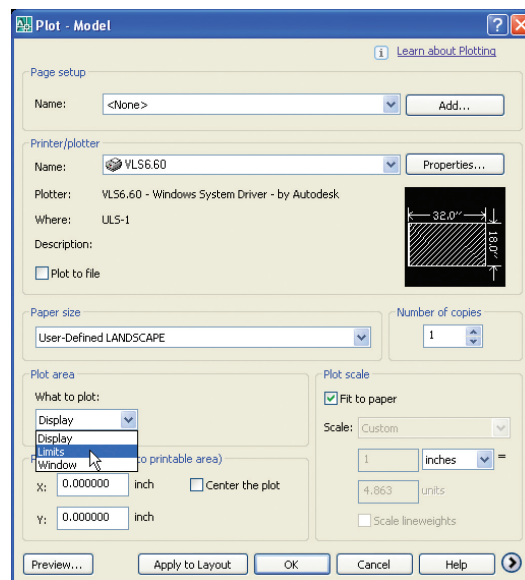 Plot - Model
Learn about Plotting
Page setup
Name: <None> Add...
Printer/plotter
Name: VLS6.60 Properties...
Plotter: VLS6.60 - Windows System Driver - by Autodesk
Where: ULS-1
Description:
Plot to file
32.0''
18.0''
Paper size
User-Defined LANDSCAPE
Number of copies
1
Plot area
What to plot:
Display
Display
Limits
Window
to printable area)
X: 0.000000 inch Center the plot
Y: 0.000000 inch
Plot scale
Fit to paper
Scale: Custom
1 inches =
4.863 units
Scale lineweights
Preview... Apply to Layout OK Cancel Help